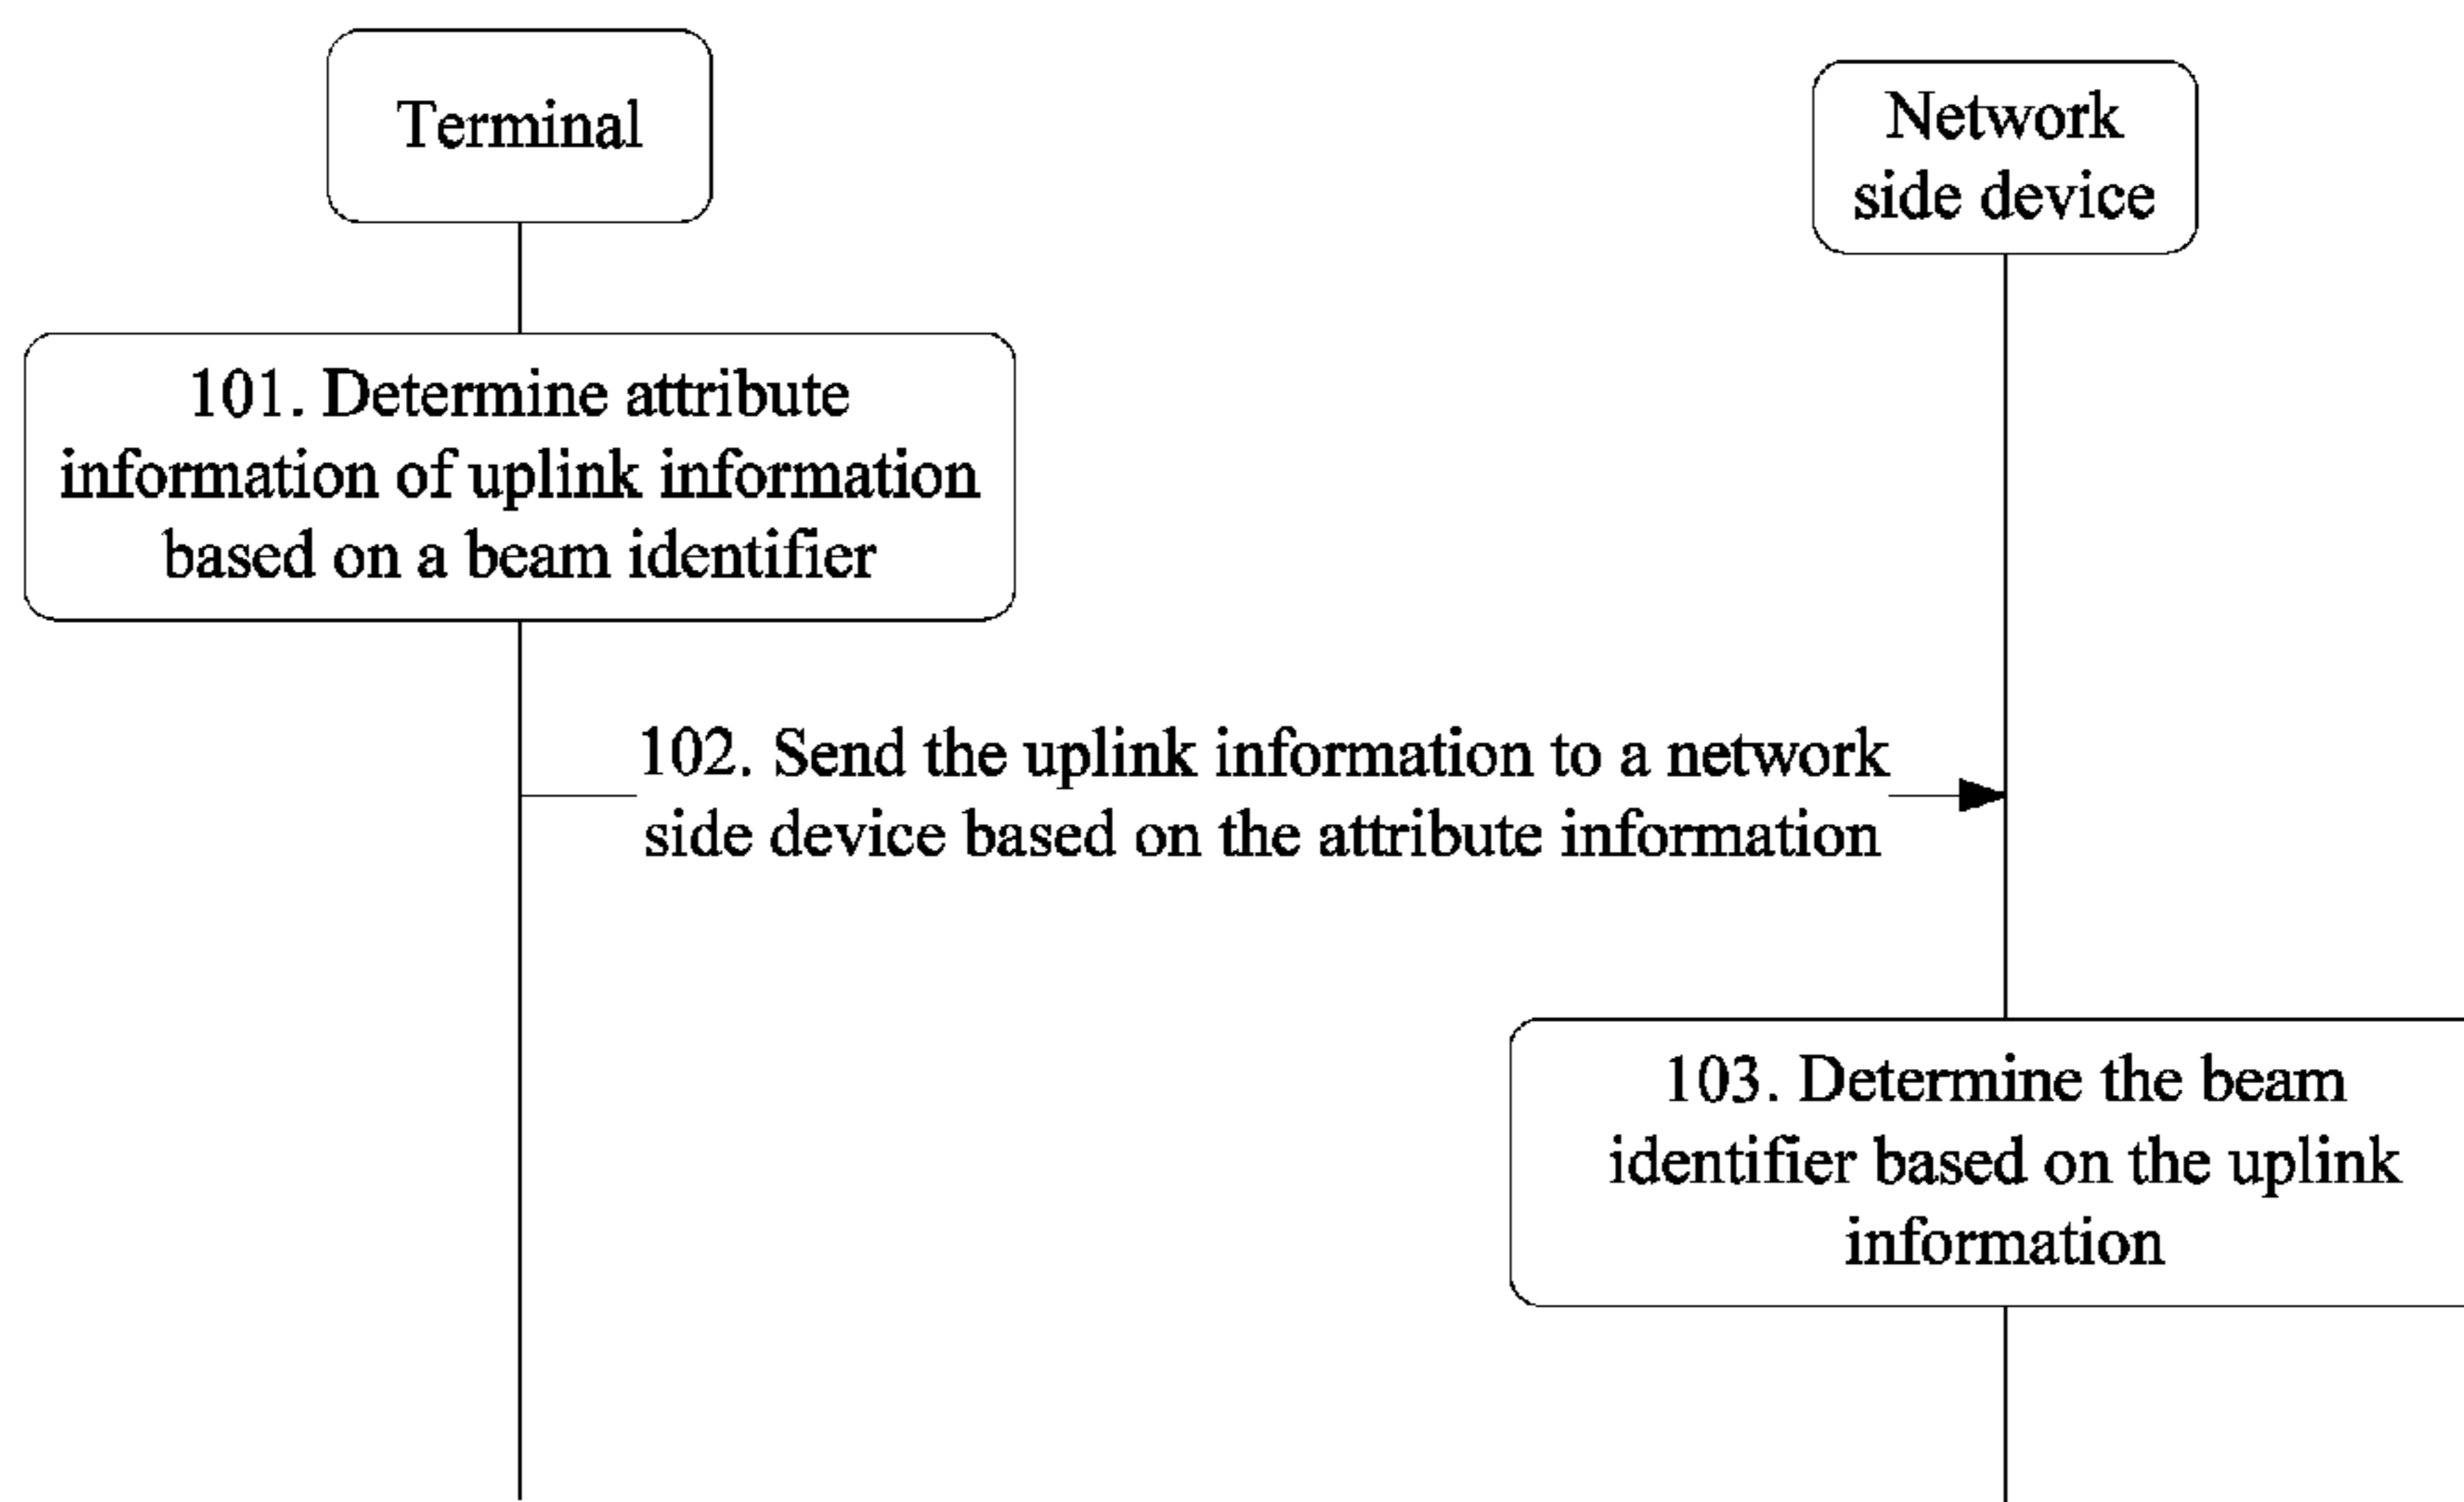 Terminal
Network
side device
101. Determine attribute
information of uplink information
based on a beam identifier
102. Send the uplink information to a network
side device based on the attribute information
103. Determine the beam
identifier based on the uplink
information